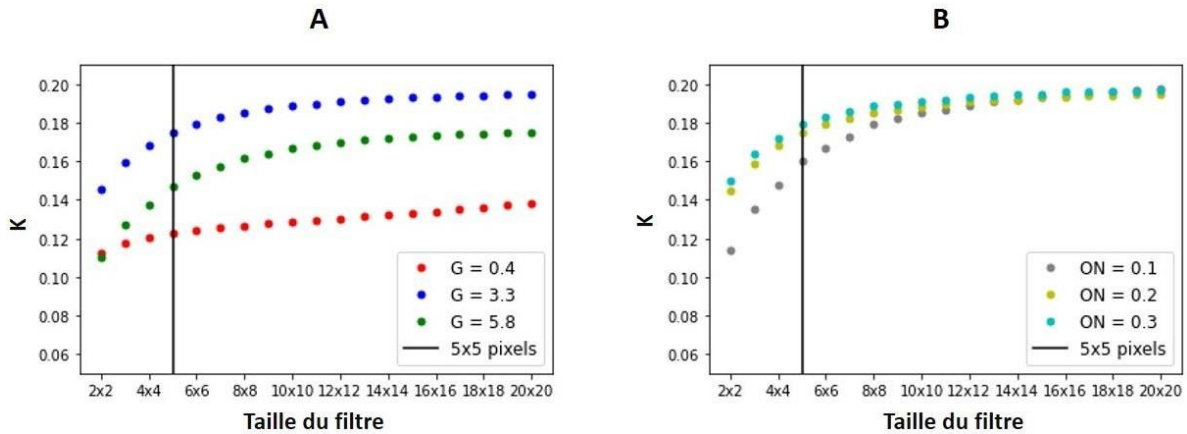 A
K
0.20
0.18
0.16
0.14
0.12
0.10
0.08
0.06
G = 0.4
G = 3.3
G = 5.8
5x5 pixels
2x2 4x4 6x6 8x8 10x10 12x12 14x14 16x16 18x18 20x20
Taille du filtre
B
K
0.20
0.18
0.16
0.14
0.12
0.10
0.08
0.06
ON = 0.1
ON = 0.2
ON = 0.3
5x5 pixels
2x2 4x4 6x6 8x8 10x10 12x12 14x14 16x16 18x18 20x20
Taille du filtre